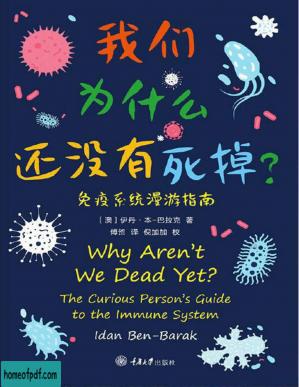 我们
为什么
还没有死掉?
免疫系统漫游指南
[澳] 伊丹·本-巴拉克 著
傅贺 译 倪加加 校
Why Aren't
We Dead Yet?
The Curious Person's Guide
to the Immune System
Idan Ben-Barak
重庆大学出版社
homeofpdf.com